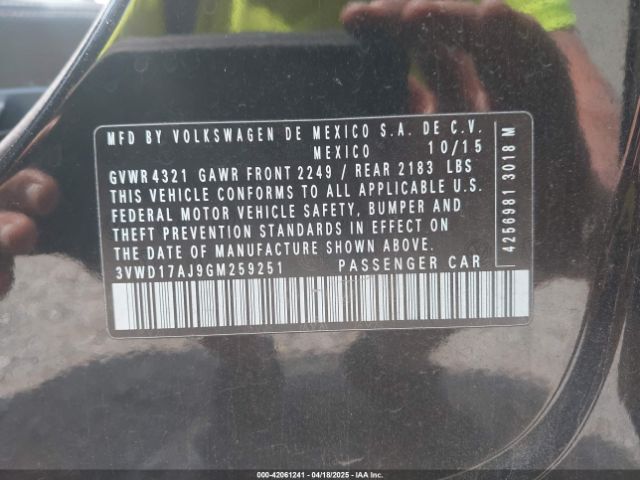 MFD BY VOLKSWAGEN DE MEXICO S.A. DE C.V.
MEXICO 10/15
GVWR 4321 GAWR FRONT 2249 / REAR 2183 LBS
THIS VEHICLE CONFORMS TO ALL APPLICABLE U.S.
FEDERAL MOTOR VEHICLE SAFETY, BUMPER AND
THEFT PREVENTION STANDARDS IN EFFECT ON
THE DATE OF MANUFACTURE SHOWN ABOVE.
3VWD17AJ9GM259251 PASSENGER CAR
4256981 3018 M
000-42061241 - 04/18/2025 - IAA Inc.